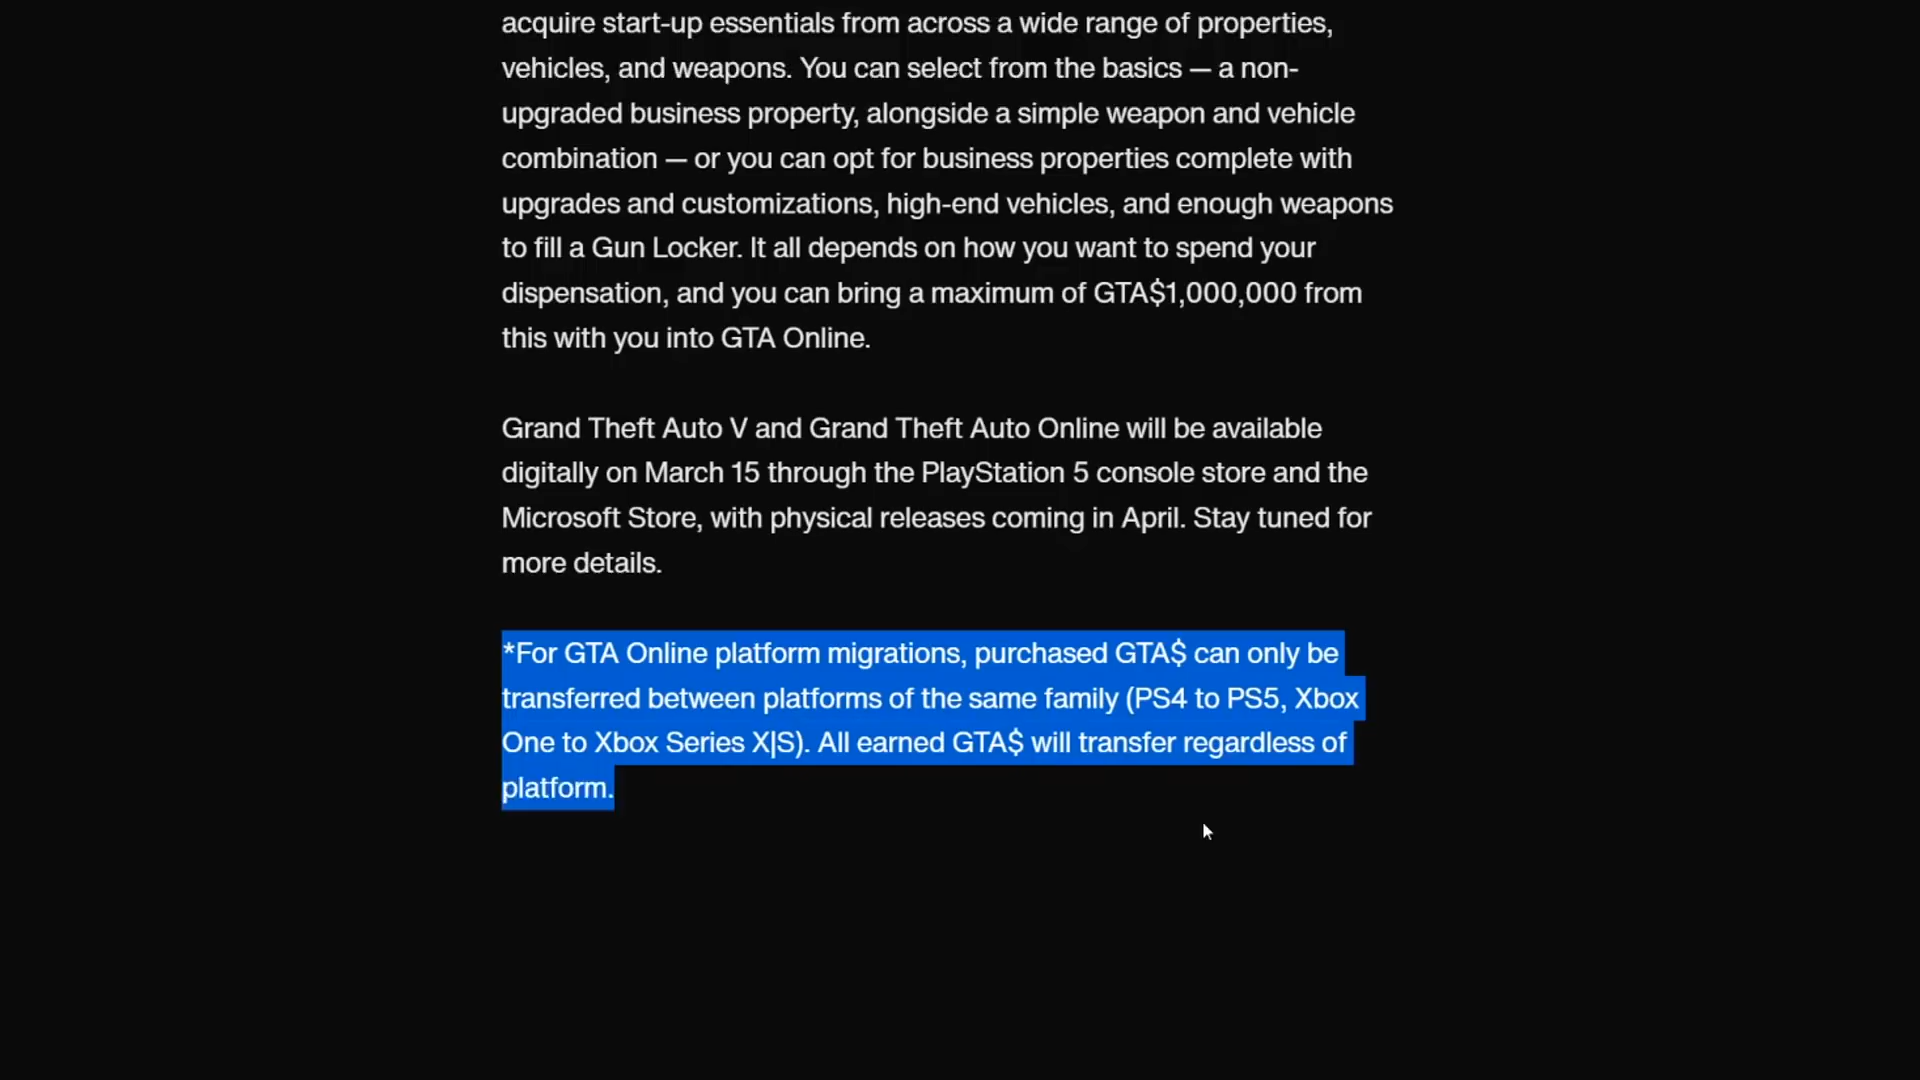 acquire start-up essentials from across a wide range of properties,
vehicles, and weapons. You can select from the basics — a non-
upgraded business property, alongside a simple weapon and vehicle
combination — or you can opt for business properties complete with
upgrades and customizations, high-end vehicles, and enough weapons
to fill a Gun Locker. It all depends on how you want to spend your
dispensation, and you can bring a maximum of GTA$1,000,000 from
this with you into GTA Online.
Grand Theft Auto V and Grand Theft Auto Online will be available
digitally on March 15 through the PlayStation 5 console store and the
Microsoft Store, with physical releases coming in April. Stay tuned for
more details.
*For GTA Online platform migrations, purchased GTA$ can only be
transferred between platforms of the same family (PS4 to PS5, Xbox
One to Xbox Series X|S). All earned GTA$ will transfer regardless of
platform.